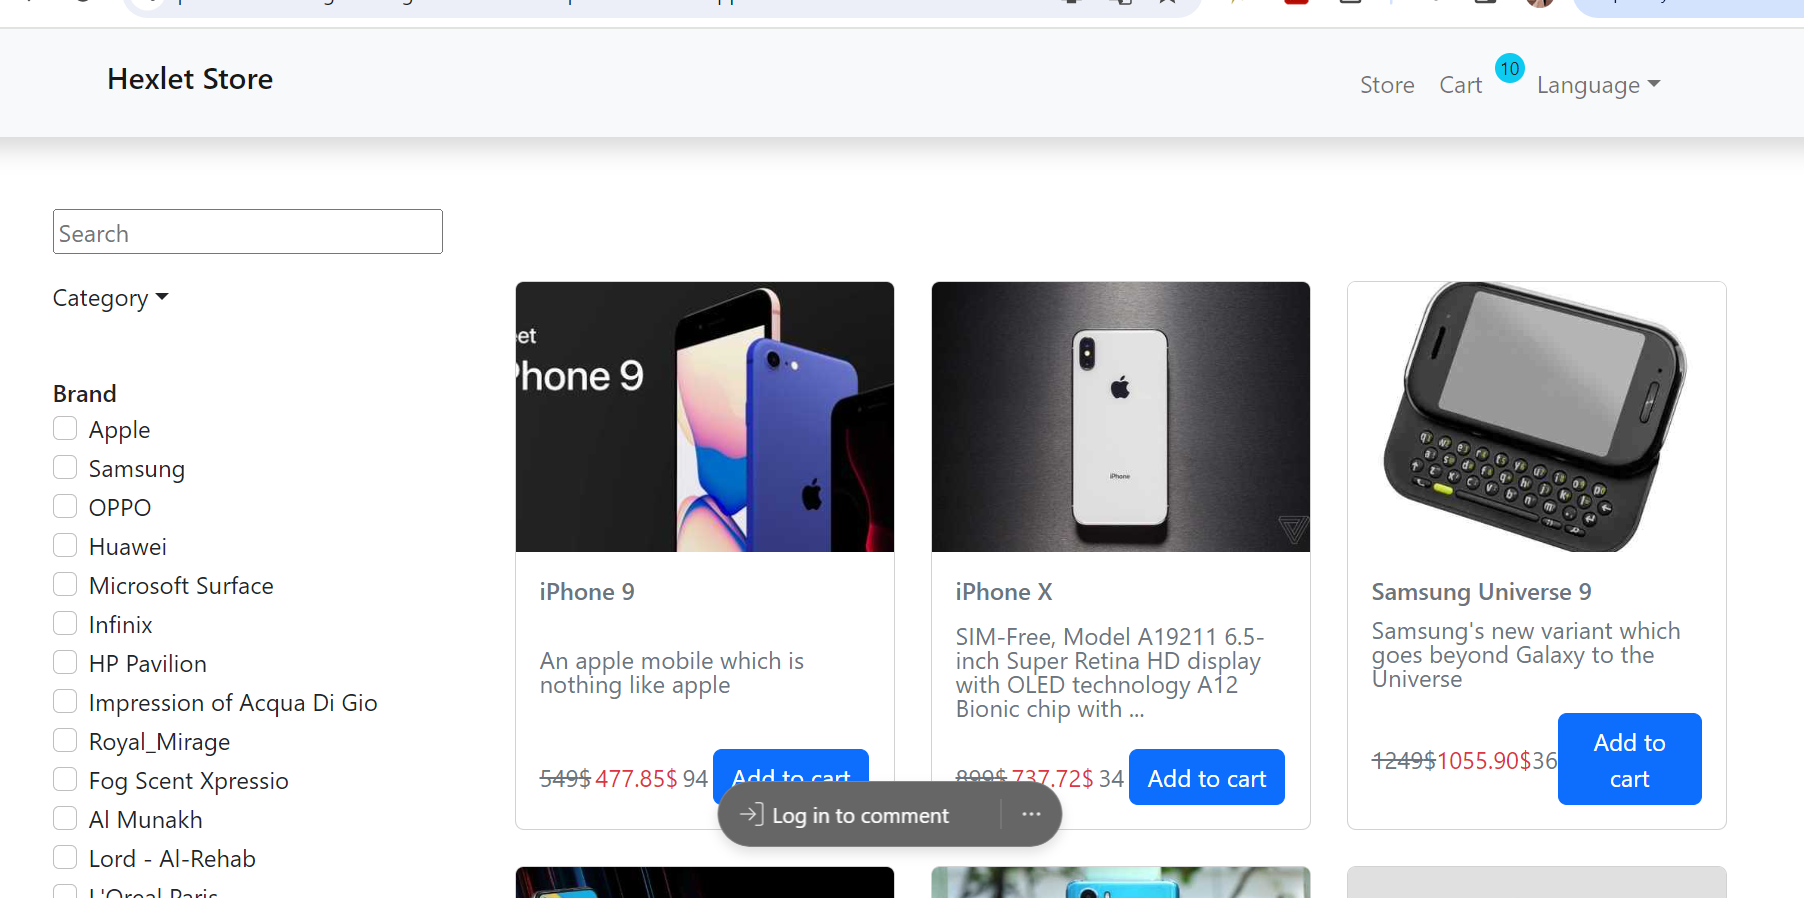 Hexlet Store
Store
Cart
10
Language
Search
Category
Brand
Apple
Samsung
OPPO
Huawei
Microsoft Surface
Infinix
HP Pavilion
Impression of Acqua Di Gio
Royal_Mirage
Fog Scent Xpressio
Al Munakh
Lord - Al-Rehab
L'Oreal Paris
iPhone 9
An apple mobile which is
nothing like apple
549$ 477.85$ 94
Add to cart
iPhone
iPhone X
SIM-Free, Model A19211 6.5-
inch Super Retina HD display
with OLED technology A12
Bionic chip with ...
899$ 737.72$ 34
Add to cart
Samsung Universe 9
Samsung's new variant which
goes beyond Galaxy to the
Universe
1249$ 1055.90$ 36
Add to
cart
Log in to comment